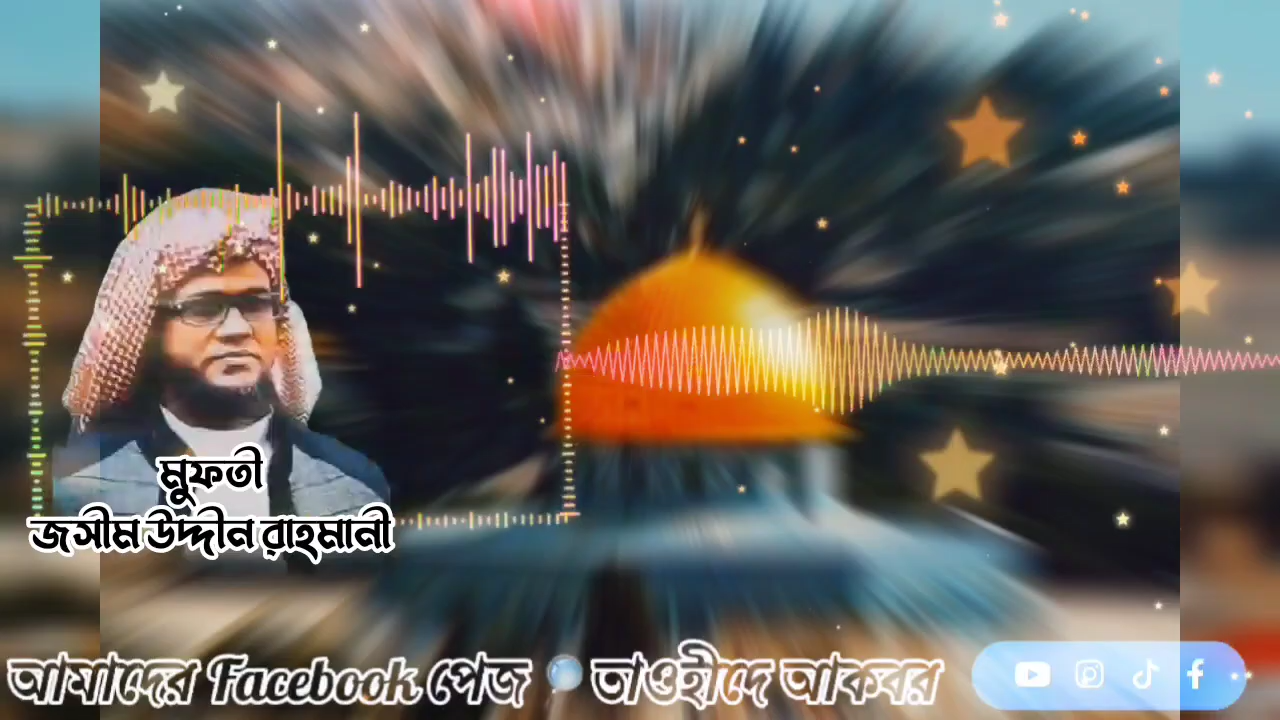 মুফতী
জসীম উদ্দীন রাহমানী
আমাদের Facebook পেজ তাওহীদে আকবর